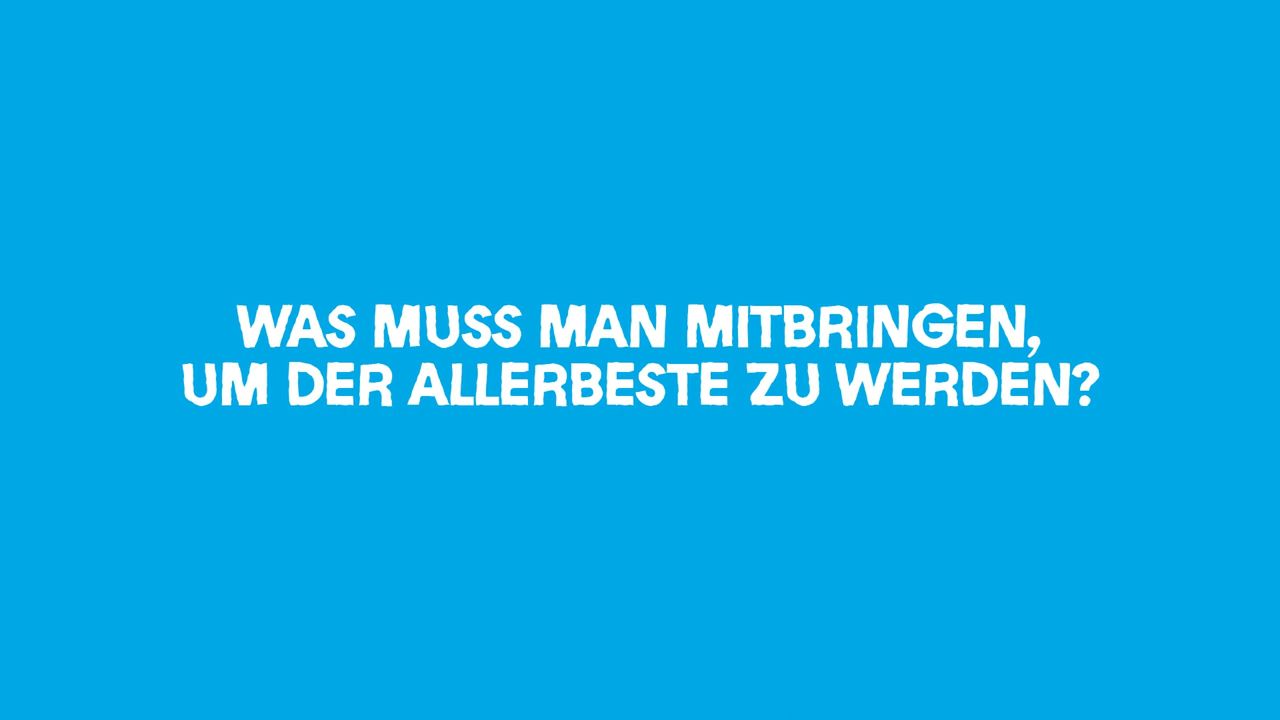 WAS MUSS MAN MITBRINGEN,
UM DER ALLERBESTE ZU WERDEN?